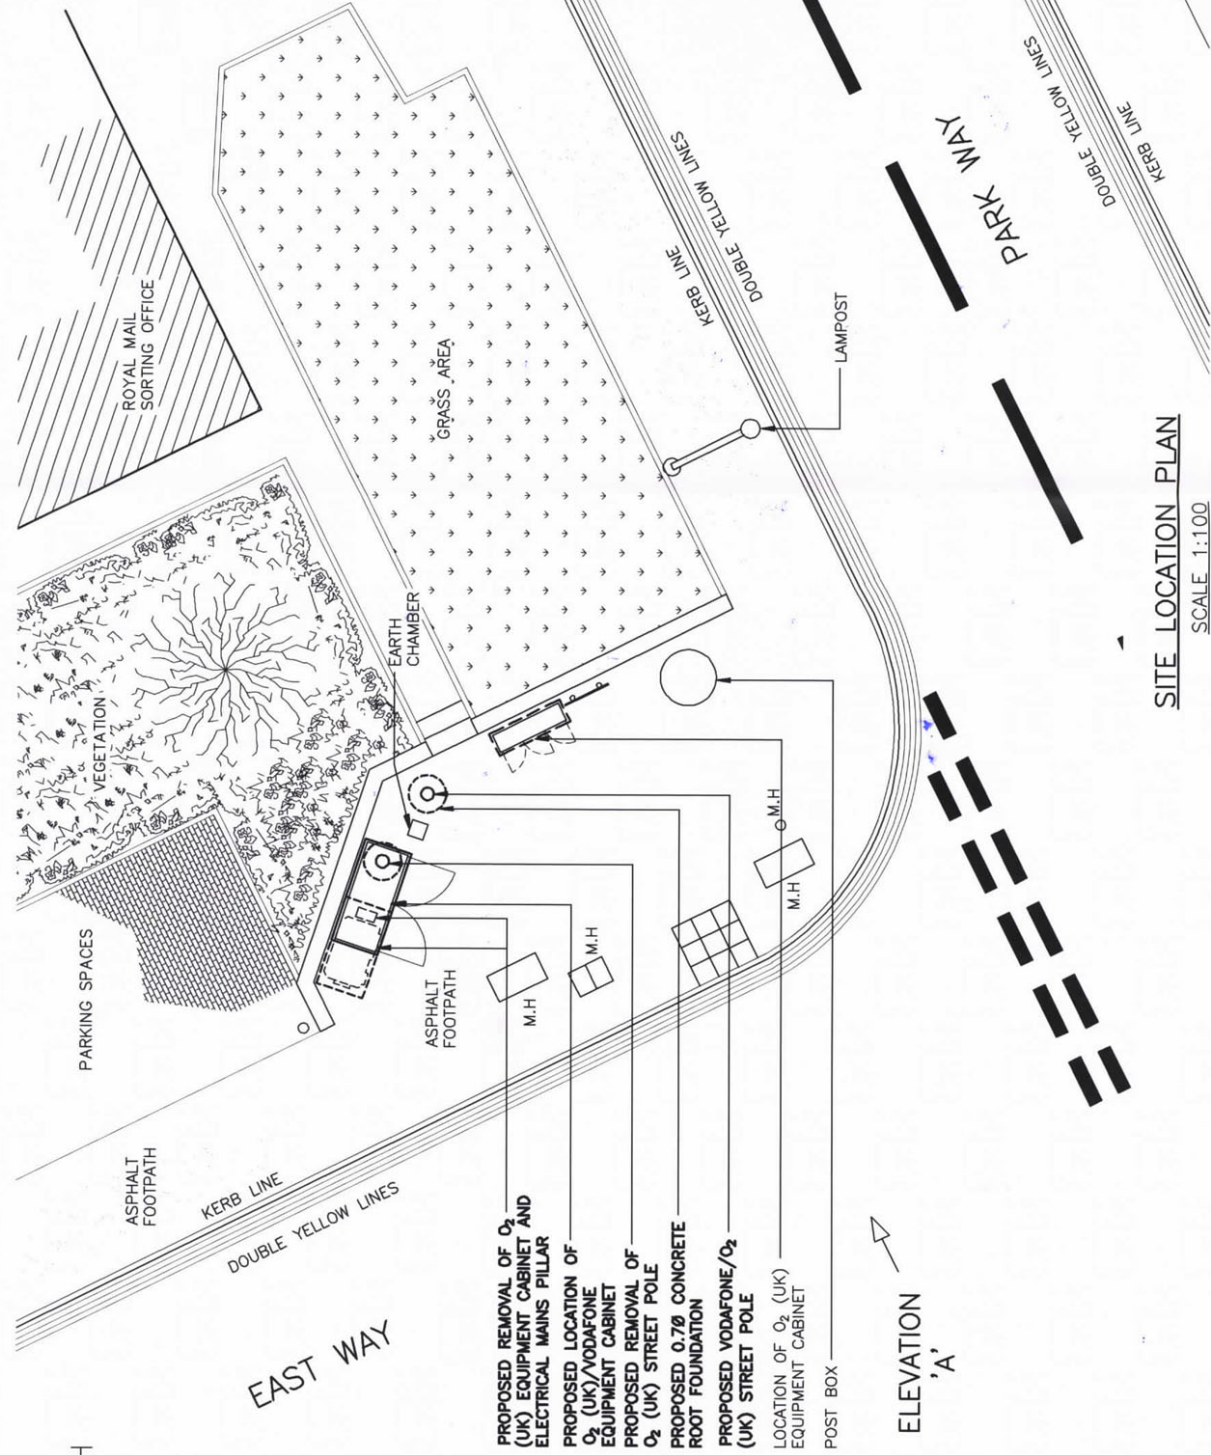 ROYAL MAIL
SORTING OFFICE
VEGETATION
PARKING SPACES
GRASS AREA
EARTH
CHAMBER
KERB LINE
DOUBLE YELLOW LINES
PARK WAY
DOUBLE YELLOW LINES
KERB LINE
LAMPOST
ASPHALT
FOOTPATH
ASPHALT
FOOTPATH
KERB LINE
DOUBLE YELLOW LINES
EAST WAY
M.H
M.H
M.H
M.H
PROPOSED REMOVAL OF O₂
(UK) EQUIPMENT CABINET AND
ELECTRICAL MAINS PILLAR
PROPOSED LOCATION OF
O₂ (UK)/VODAFONE
EQUIPMENT CABINET
PROPOSED REMOVAL OF
O₂ (UK) STREET POLE
PROPOSED 0.7Ø CONCRETE
ROOT FOUNDATION
PROPOSED VODAFONE/O₂
(UK) STREET POLE
LOCATION OF O₂ (UK)
EQUIPMENT CABINET
POST BOX
ELEVATION
'A'
SITE LOCATION PLAN
SCALE 1:100